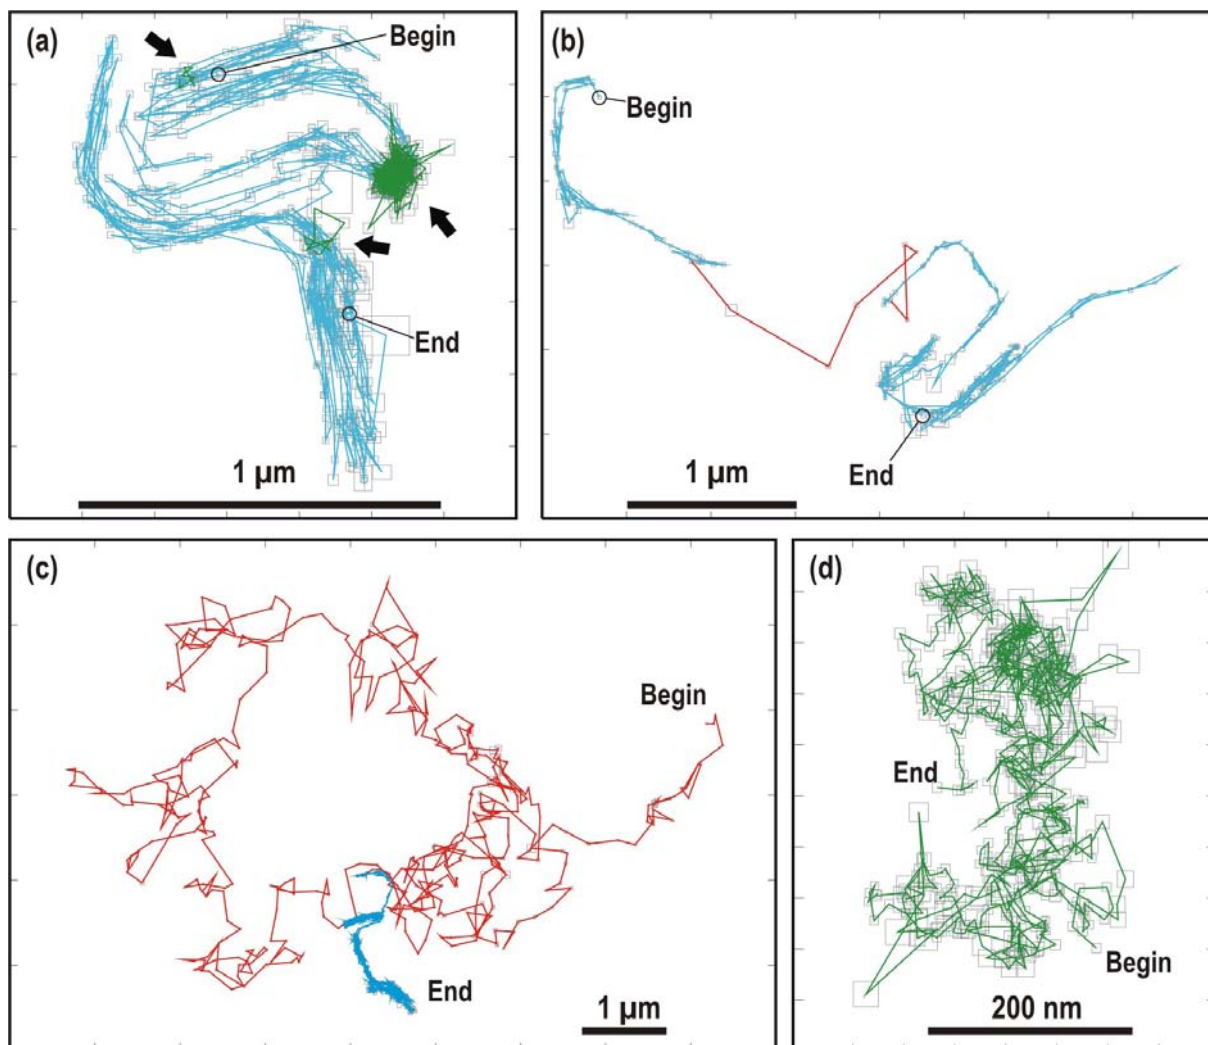 (a)
Begin
End
1 µm
(b)
Begin
End
1 µm
(c)
Begin
End
1 µm
(d)
End
Begin
200 nm